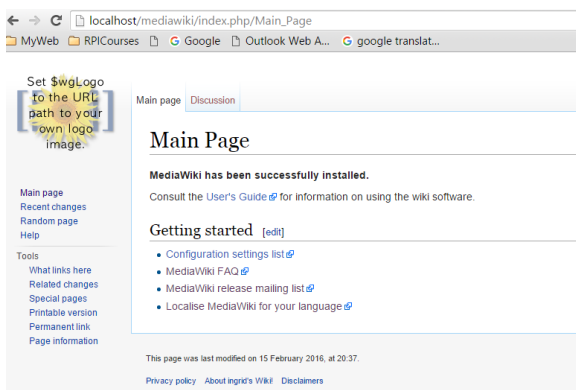 localhost/mediawiki/index.php/Main_Page
MyWeb RPICourses G Google Outlook Web A... G google translat...
Set $wgLogo
to the URL
path to your
own logo
image.
Main page Discussion
Main Page
MediaWiki has been successfully installed.
Consult the User's Guide for information on using the wiki software.
Getting started [edit]
Configuration settings list
MediaWiki FAQ
MediaWiki release mailing list
Localise MediaWiki for your language
Main page
Recent changes
Random page
Help
Tools
What links here
Related changes
Special pages
Printable version
Permanent link
Page information
This page was last modified on 15 February 2016, at 20:37.
Privacy policy About ingrid's Wiki! Disclaimers